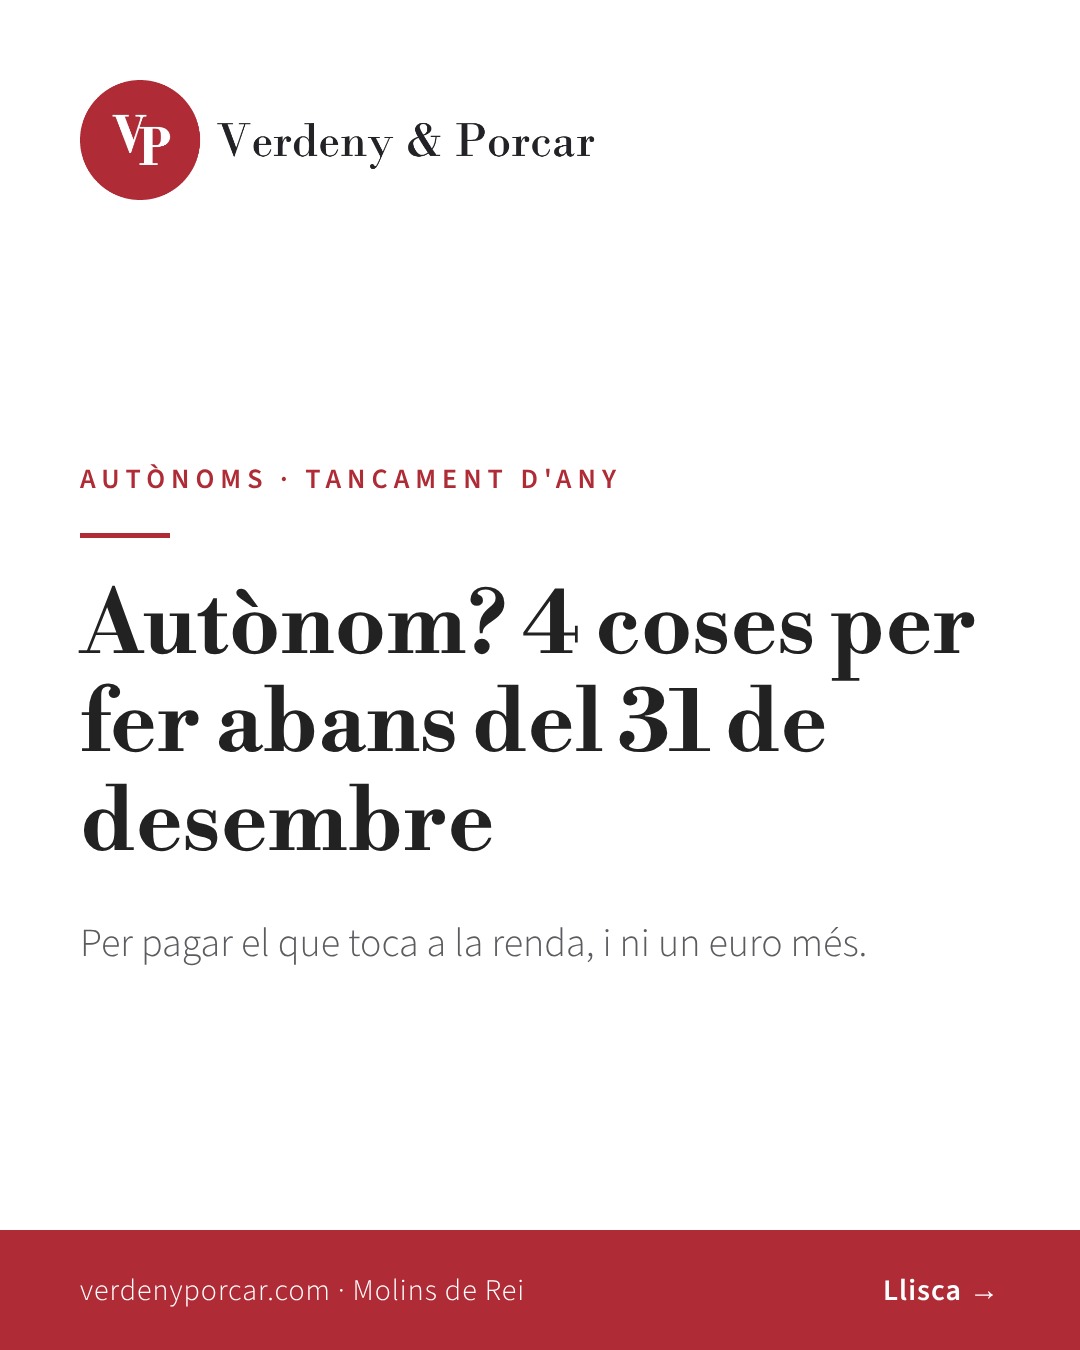 VP
Verdeny & Porcar
AUTÒNOMS · TANCAMENT D'ANY
Autònom? 4 coses per
fer abans del 31 de
desembre
Per pagar el que toca a la renda, i ni un euro més.
verdenyporcar.com · Molins de Rei
Llisca →